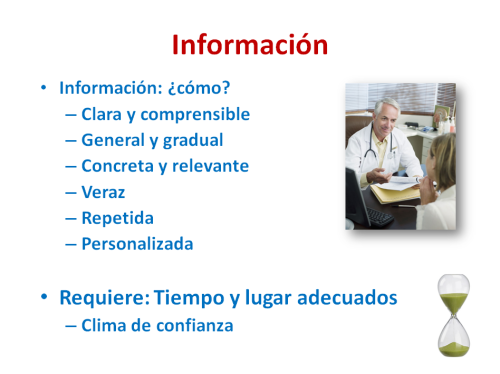 Información
• Información: ¿cómo?
– Clara y comprensible
– General y gradual
– Concreta y relevante
– Veraz
– Repetida
– Personalizada
• Requiere: Tiempo y lugar adecuados
– Clima de confianza